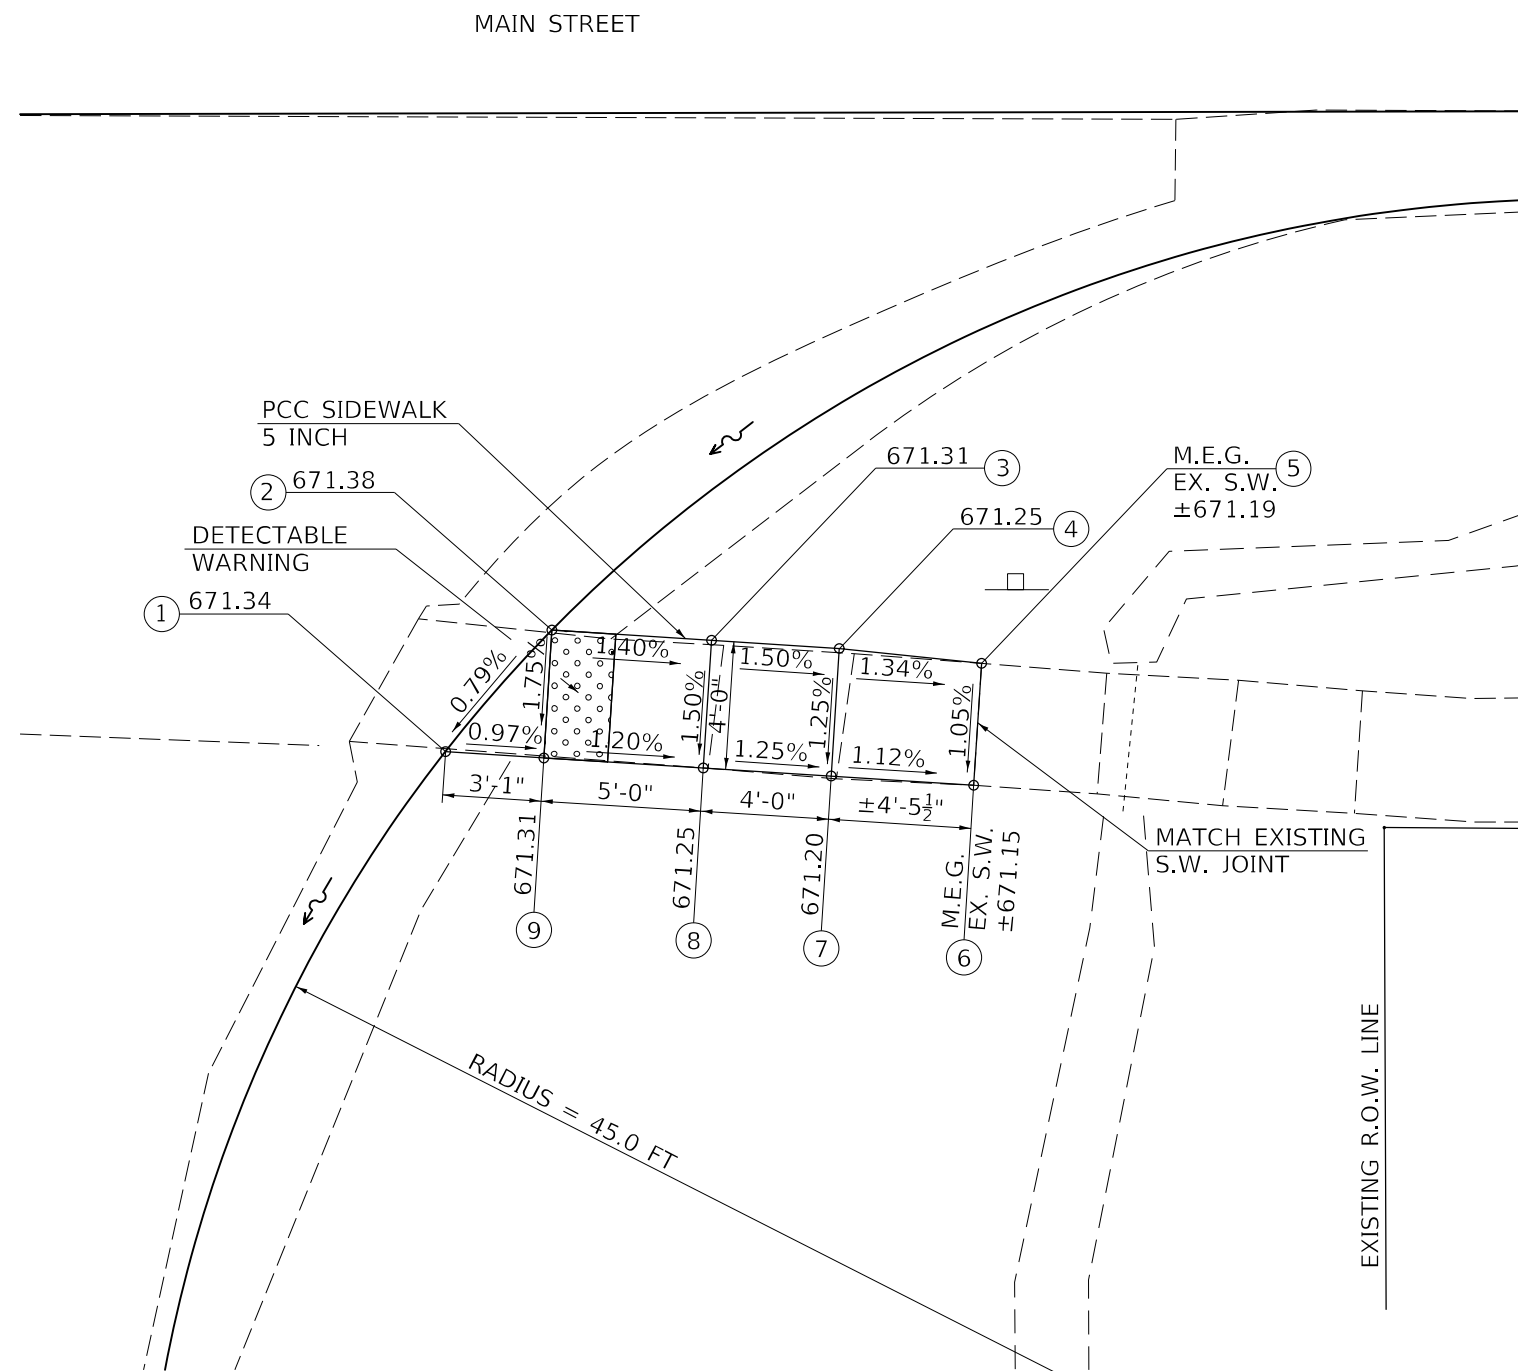 MAIN STREET
PCC SIDEWALK
5 INCH
2 671.38
DETECTABLE
WARNING
1 671.34
671.31 3
671.25 4
M.E.G. 5
EX. S.W.
±671.19
0.79%
1.75%
1.40%
1.50%
4'-0"
1.50%
1.25%
1.34%
1.05%
0.97%
1.20%
1.25%
1.12%
3'-1"
5'-0"
4'-0"
±4'-5½"
671.31
9
671.25
8
671.20
7
M.E.G.
EX. S.W.
±671.15
6
MATCH EXISTING
S.W. JOINT
RADIUS = 45.0 FT
EXISTING R.O.W. LINE